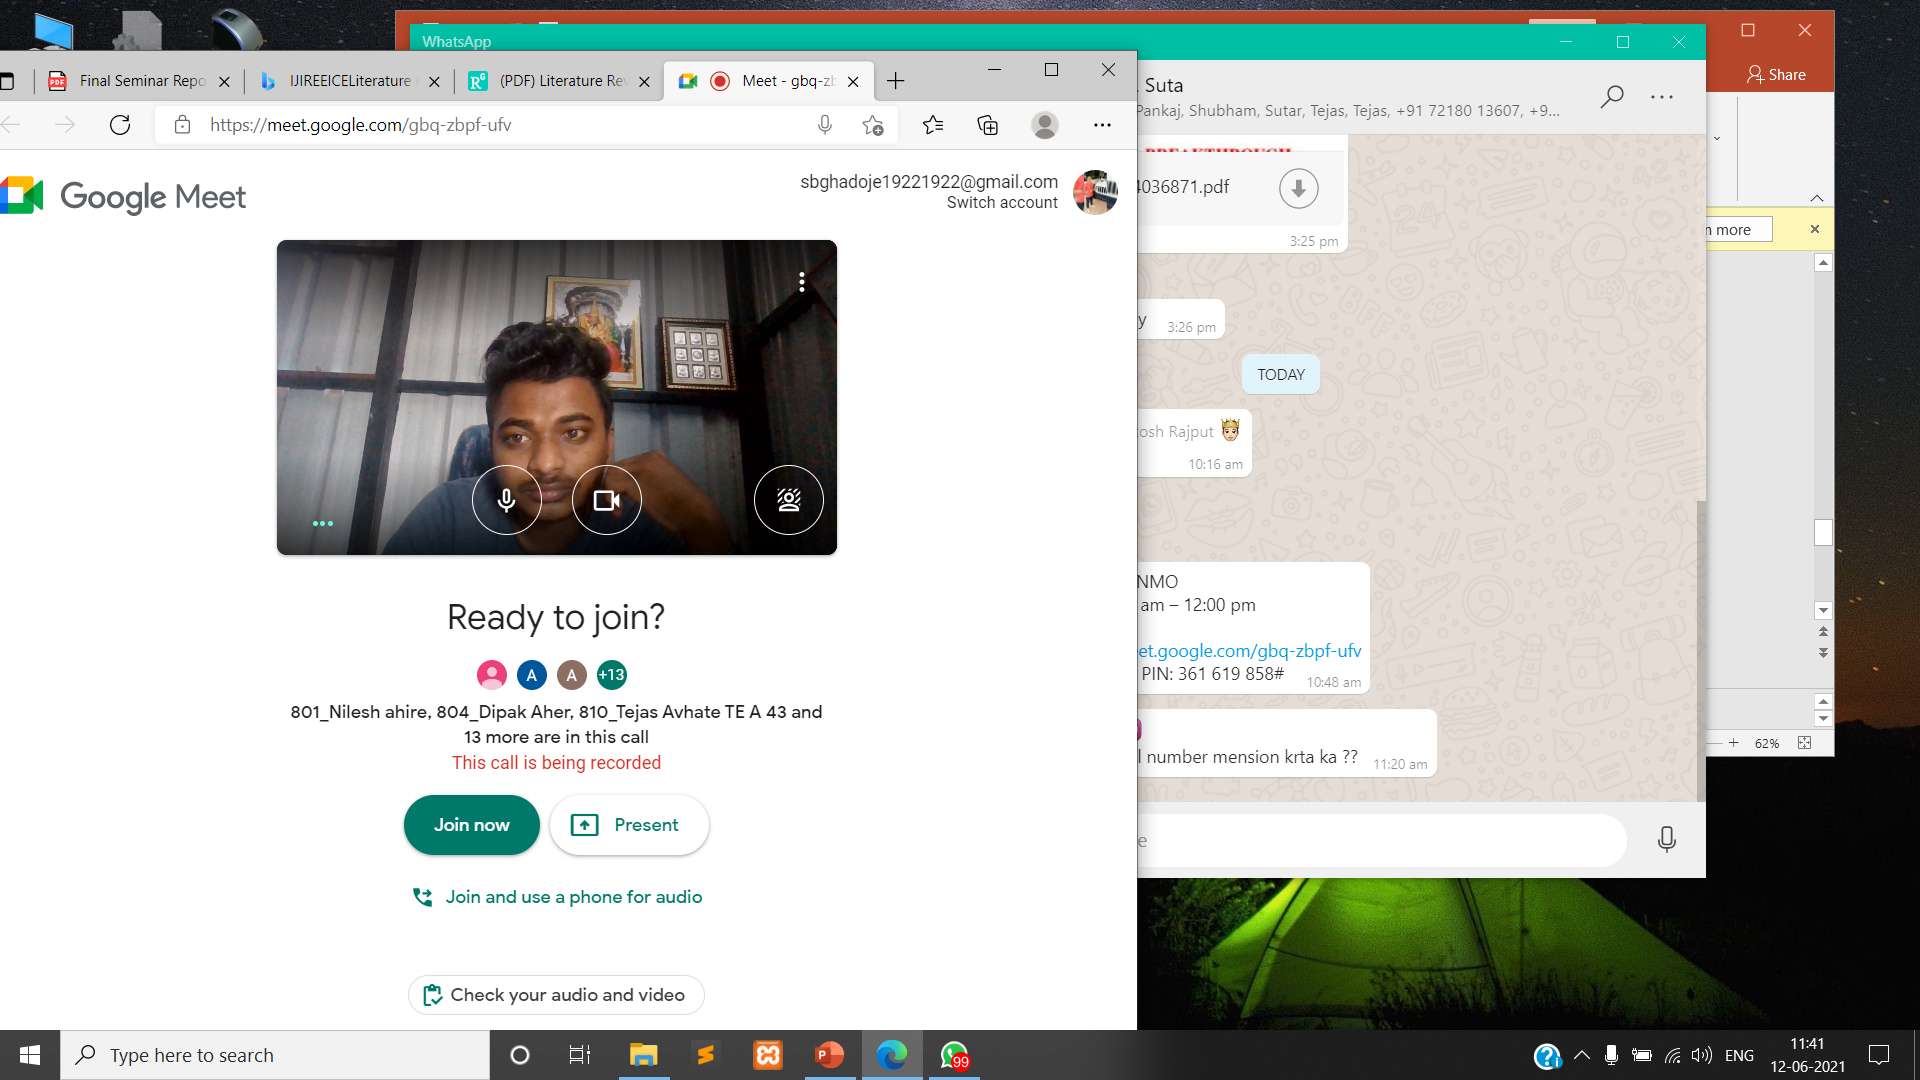 WhatsApp
Final Seminar Repo
IJIREEICELiterature
(PDF) Literature Rev
Meet - gbq-zb
https://meet.google.com/gbq-zbpf-ufv
Google Meet
sbghadoje19221922@gmail.com
Switch account
Ready to join?
A
A
+13
801_Nilesh ahire, 804_Dipak Aher, 810_Tejas Avhate TE A 43 and
13 more are in this call
This call is being recorded
Join now
Present
Join and use a phone for audio
Check your audio and video
. Suta
Pankaj, Shubham, Sutar, Tejas, Tejas, +91 72180 13607, +9...
4036871.pdf
3:25 pm
y
3:26 pm
TODAY
tosh Rajput
10:16 am
NMO
am – 12:00 pm
et.google.com/gbq-zbpf-ufv
PIN: 361 619 858#
10:48 am
l number mension krta ka ??
11:20 am
e
Share
n more
62%
Type here to search
99
ENG
11:41
12-06-2021